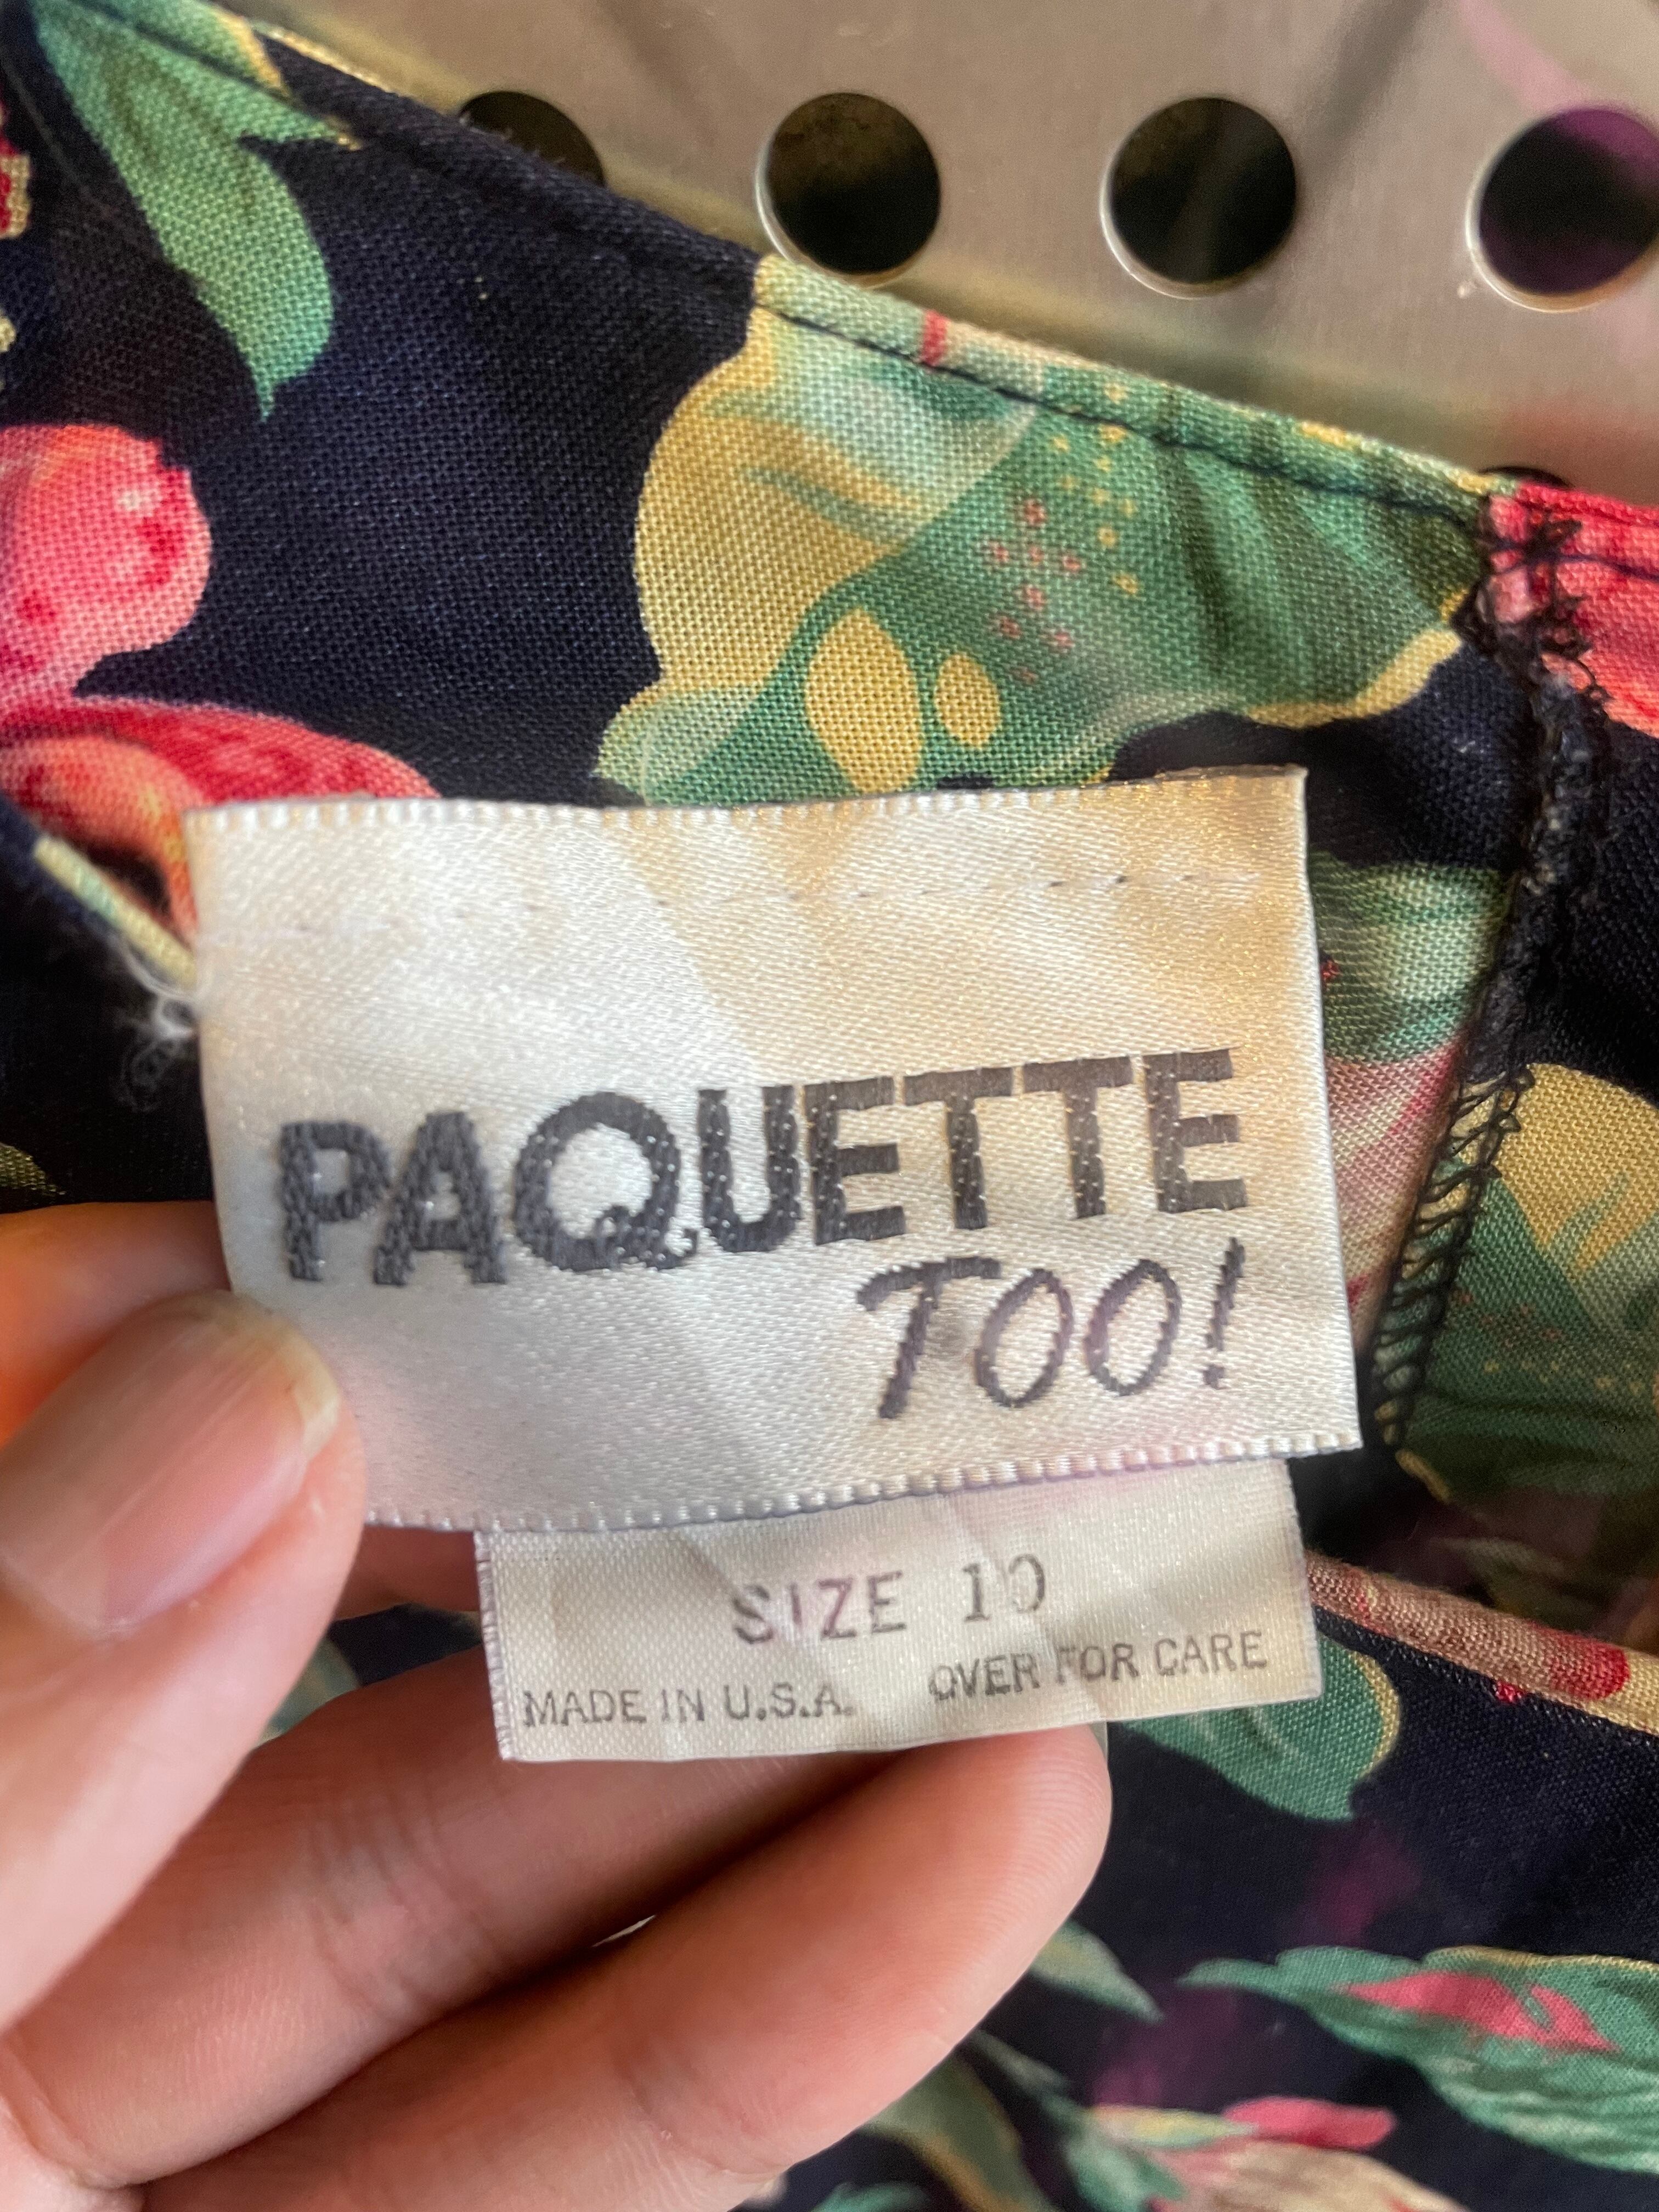 PAQUETTE
TOO!
SIZE 10
MADE IN U.S.A. OVER FOR CARE